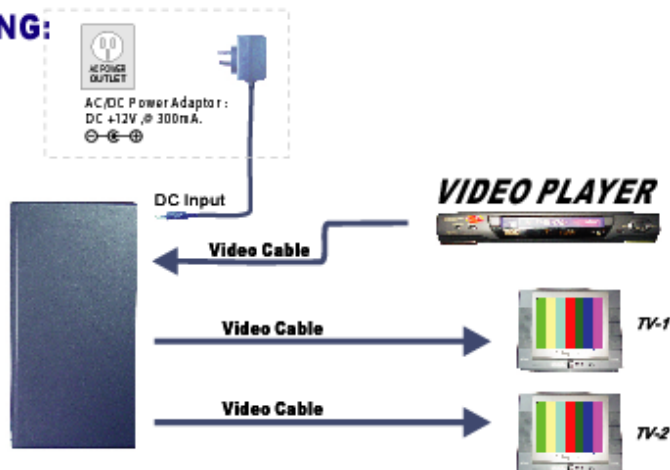 NG:
AC POWER
OUTLET
AC/DC Power Adaptor :
DC +12V ,@ 300mA.
DC Input
VIDEO PLAYER
Video Cable
Video Cable
TV-1
Video Cable
TV-2